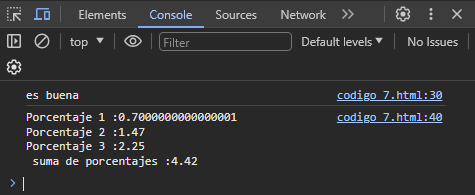 Elements Console Sources Network
top Filter Default levels No Issues
es buena codigo 7.html:30
Porcentaje 1 :0.7000000000000001 codigo 7.html:40
Porcentaje 2 :1.47
Porcentaje 3 :2.25
suma de porcentajes :4.42